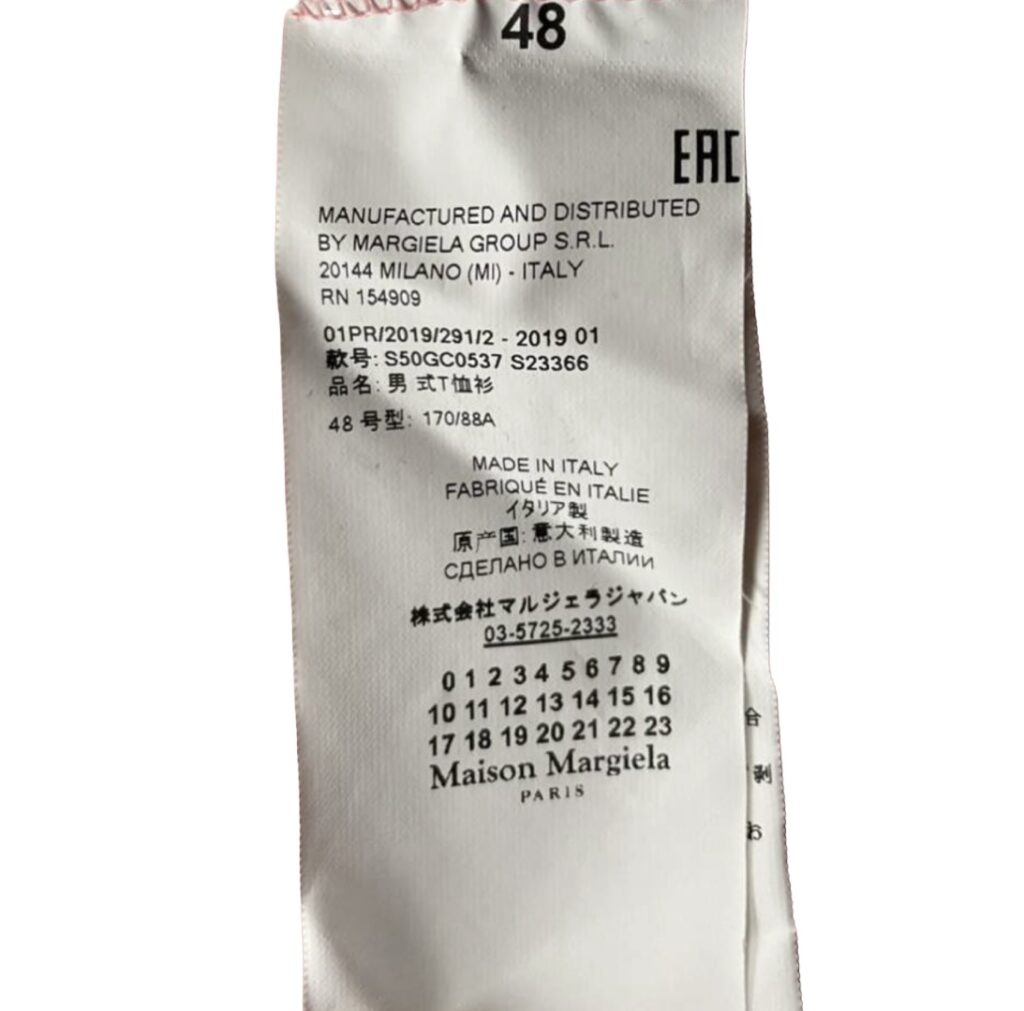 48
EAC
MANUFACTURED AND DISTRIBUTED
BY MARGIELA GROUP S.R.L.
20144 MILANO (MI) - ITALY
RN 154909
01PR/2019/291/2 - 2019 01
款号: S50GC0537 S23366
品名: 男 式T恤衫
48 号型: 170/88A
MADE IN ITALY
FABRIQUÉ EN ITALIE
イタリア製
原产国: 意大利製造
СДЕЛАНО В ИТАЛИИ
株式会社マルジェラジャパン
03-5725-2333
0 1 2 3 4 5 6 7 8 9
10 11 12 13 14 15 16
17 18 19 20 21 22 23
Maison Margiela
PARIS
合
お